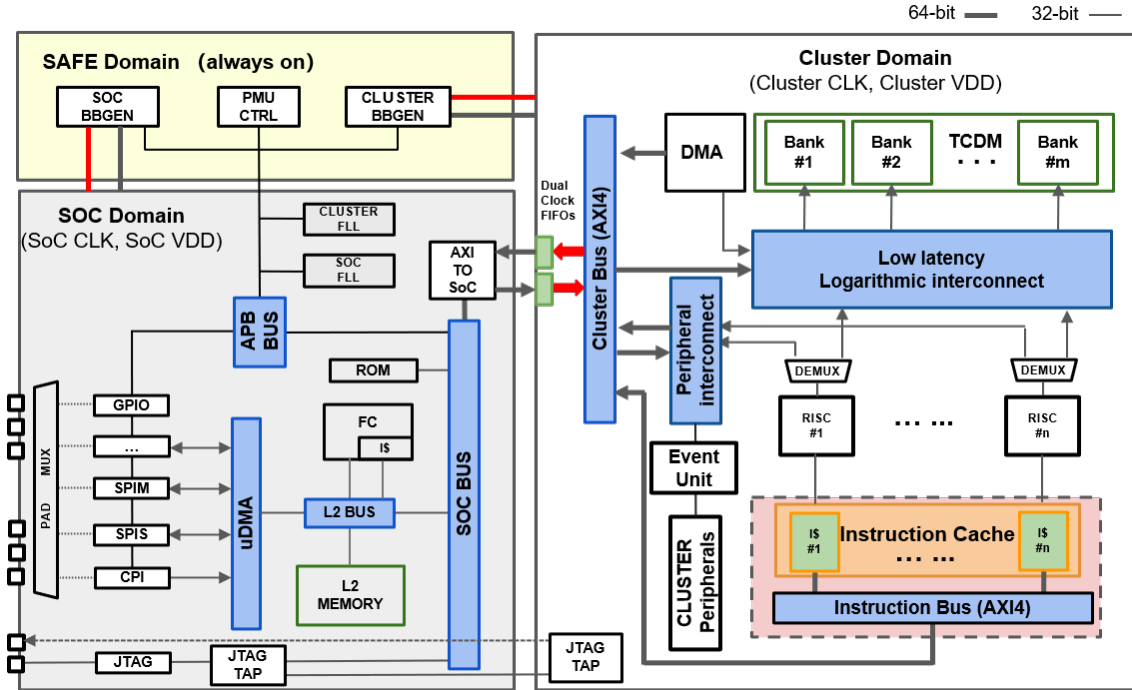 64-bit
32-bit
SAFE Domain (always on)
SOC
BBGEN
PMU
CTRL
CLUSTER
BBGEN
SOC Domain
(SoC CLK, SoC VDD)
CLUSTER
FLL
SOC
FLL
AXI
TO
SoC
APB
BUS
ROM
FC
I$
GPIO
...
SPIM
SPIS
CPI
PAD MUX
uDMA
L2 BUS
L2
MEMORY
SOC BUS
JTAG
JTAG
TAP
JTAG
TAP
Dual
Clock
FIFOs
Cluster Domain
(Cluster CLK, Cluster VDD)
Cluster Bus (AXI4)
DMA
Bank
#1
Bank
#2
TCDM
. . .
Bank
#m
Low latency
Logarithmic interconnect
Peripheral
interconnect
DEMUX
DEMUX
RISC
#1
... ...
RISC
#n
Event
Unit
CLUSTER
Peripherals
I$
#1
Instruction Cache
... ...
I$
#n
Instruction Bus (AXI4)